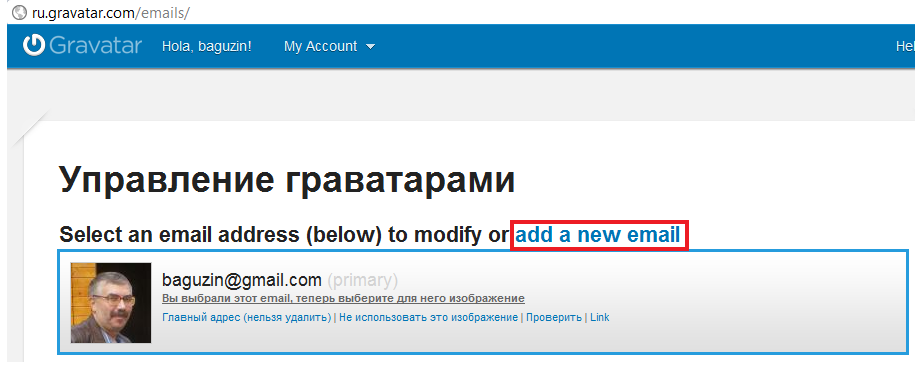 ru.gravatar.com/emails/
Gravatar Hola, baguzin! My Account Hel
Управление граватарами
Select an email address (below) to modify or add a new email
baguzin@gmail.com (primary)
Вы выбрали этот email, теперь выберите для него изображение
Главный адрес (нельзя удалить) | Не использовать это изображение | Проверить | Link